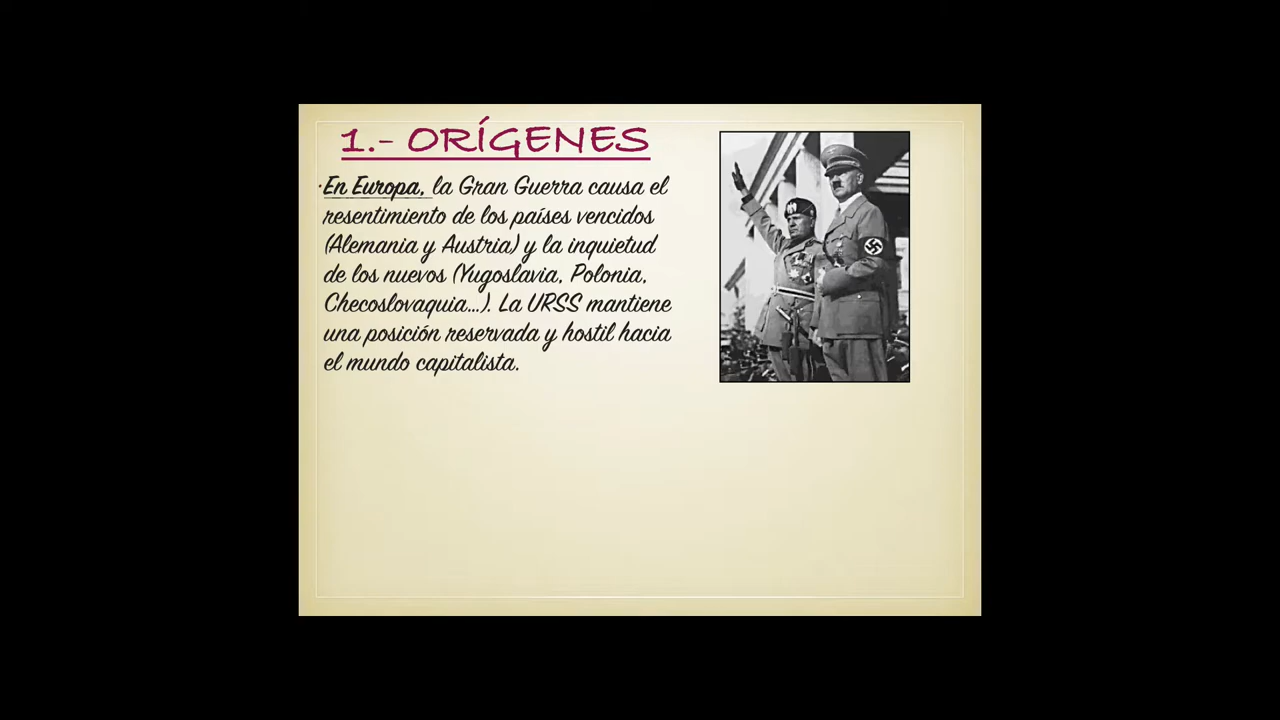 1.- ORÍGENES
·En Europa, la Gran Guerra causa el
resentimiento de los países vencidos
(Alemania y Austria) y la inquietud
de los nuevos (Yugoslavia, Polonia,
Checoslovaquia...). La URSS mantiene
una posición reservada y hostil hacia
el mundo capitalista.